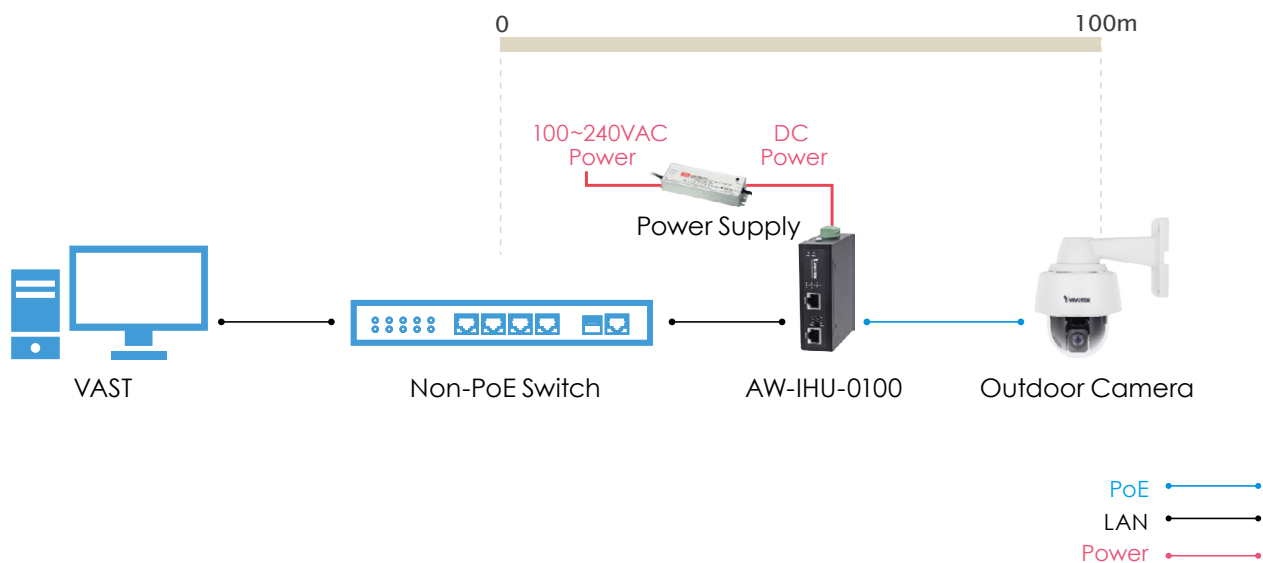 0
100m
100~240VAC
Power
DC
Power
Power Supply
VIVOTEK
VAST
Non-PoE Switch
AW-IHU-0100
Outdoor Camera
PoE
LAN
Power